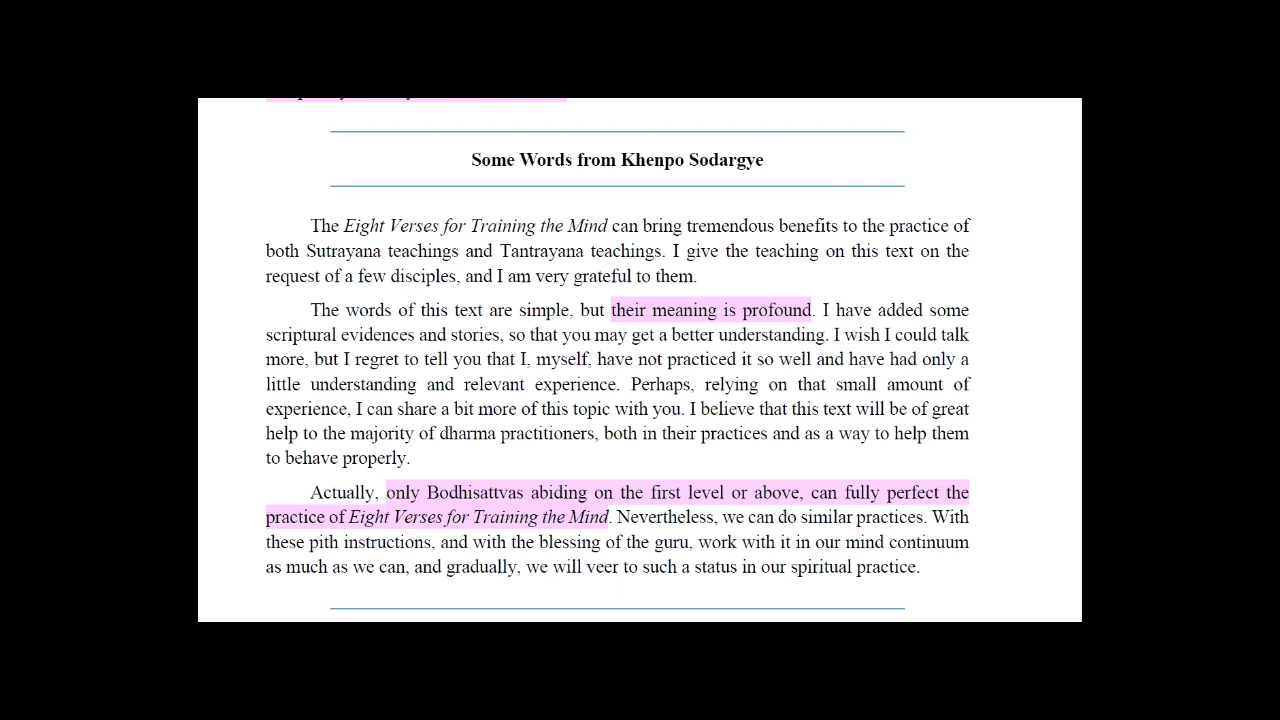 Some Words from Khenpo Sodargye
The Eight Verses for Training the Mind can bring tremendous benefits to the practice of
both Sutrayana teachings and Tantrayana teachings. I give the teaching on this text on the
request of a few disciples, and I am very grateful to them.
The words of this text are simple, but their meaning is profound. I have added some
scriptural evidences and stories, so that you may get a better understanding. I wish I could talk
more, but I regret to tell you that I, myself, have not practiced it so well and have had only a
little understanding and relevant experience. Perhaps, relying on that small amount of
experience, I can share a bit more of this topic with you. I believe that this text will be of great
help to the majority of dharma practitioners, both in their practices and as a way to help them
to behave properly.
Actually, only Bodhisattvas abiding on the first level or above, can fully perfect the
practice of Eight Verses for Training the Mind. Nevertheless, we can do similar practices. With
these pith instructions, and with the blessing of the guru, work with it in our mind continuum
as much as we can, and gradually, we will veer to such a status in our spiritual practice.